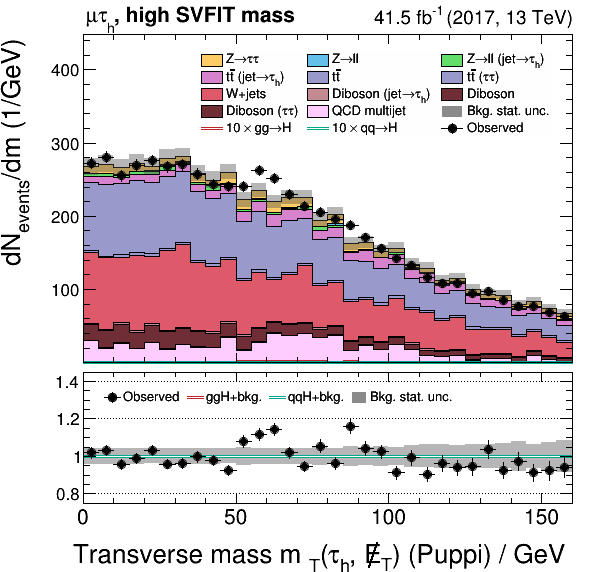 μτh, high SVFIT mass 41.5 fb⁻¹ (2017, 13 TeV)
dNevents/dm (1/GeV)
400
300
200
100
Z→ττ Z→ll Z→ll (jet→τh)
tt̄ (jet→τh) tt̄ tt̄ (ττ)
W+jets Diboson (jet→τh) Diboson
Diboson (ττ) QCD multijet Bkg. stat. unc.
10×gg→H 10×qq→H Observed
1.4
1.2
1.0
0.8
Observed ggH+bkg. qqH+bkg. Bkg. stat. unc.
0 50 100 150
Transverse mass m T(τh, E̸T) (Puppi) / GeV